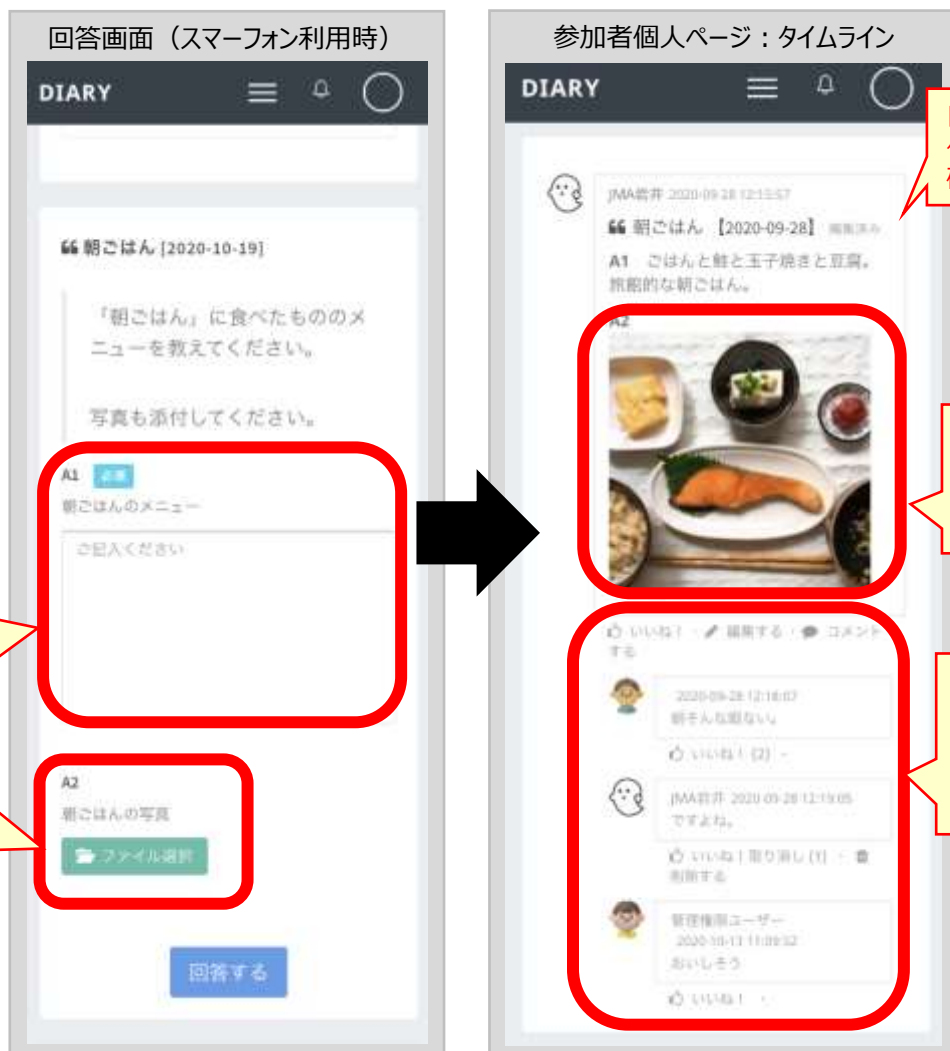 回答画面（スマーフォン利用時）
DIARY
❝ 朝ごはん [2020-10-19]
「朝ごはん」に食べたもののメ
ニューを教えてください。
写真も添付してください。
A1 必須
朝ごはんのメニュー
ご記入ください
A2
朝ごはんの写真
ファイル選択
回答する
参加者個人ページ：タイムライン
DIARY
JMA岩井 2020-09-28 12:15:57
❝ 朝ごはん 【2020-09-28】 編集済み
A1 ごはんと鮭と玉子焼きと豆腐。
旅館的な朝ごはん。
A2
いいね！ · 編集する · コメント
する
2020-09-28 12:18:07
朝そんな暇ない。
いいね！ (2) ·
JMA岩井 2020-09-28 12:19:05
ですよね。
いいね！取り消し (1) ·
削除する
管理権限ユーザー
2020-10-13 11:09:32
おいしそう
いいね！ ·